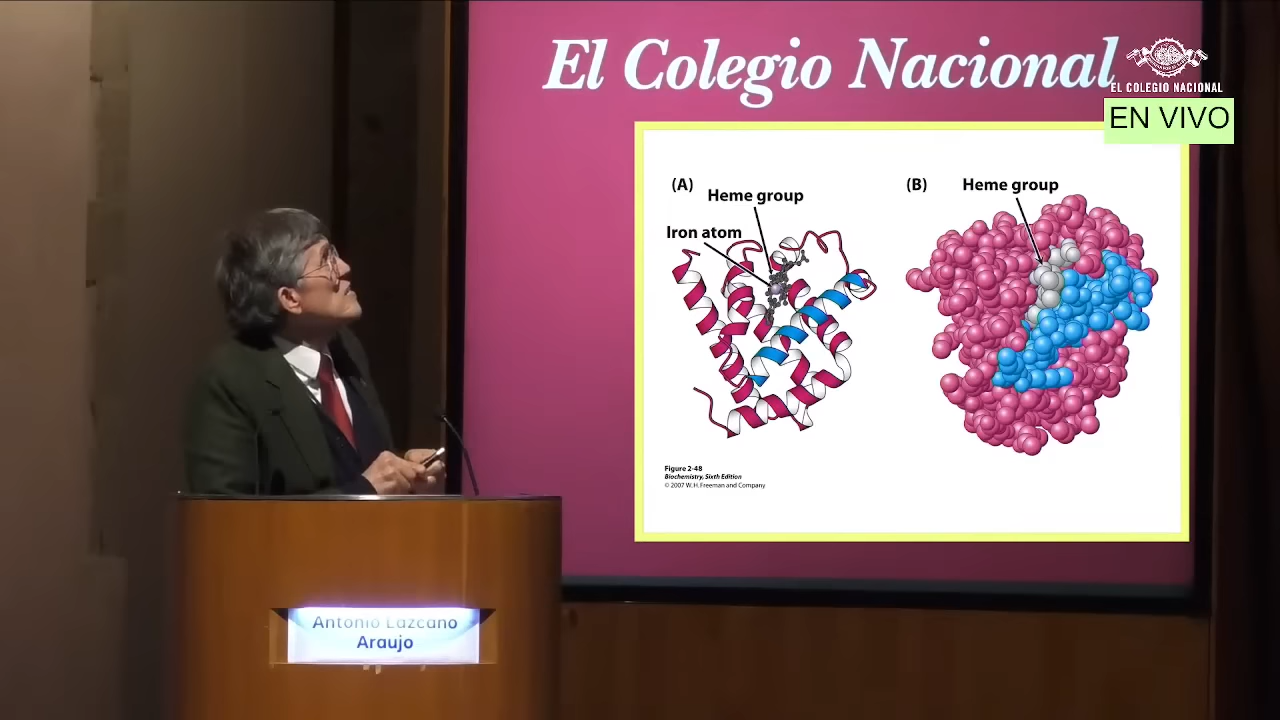 El Colegio Nacional
EL COLEGIO NACIONAL
EN VIVO
(A)
Heme group
Iron atom
(B)
Heme group
Figure 2-48
Biochemistry, Sixth Edition
© 2007 W. H. Freeman and Company
Antonio Lazcano
Araujo